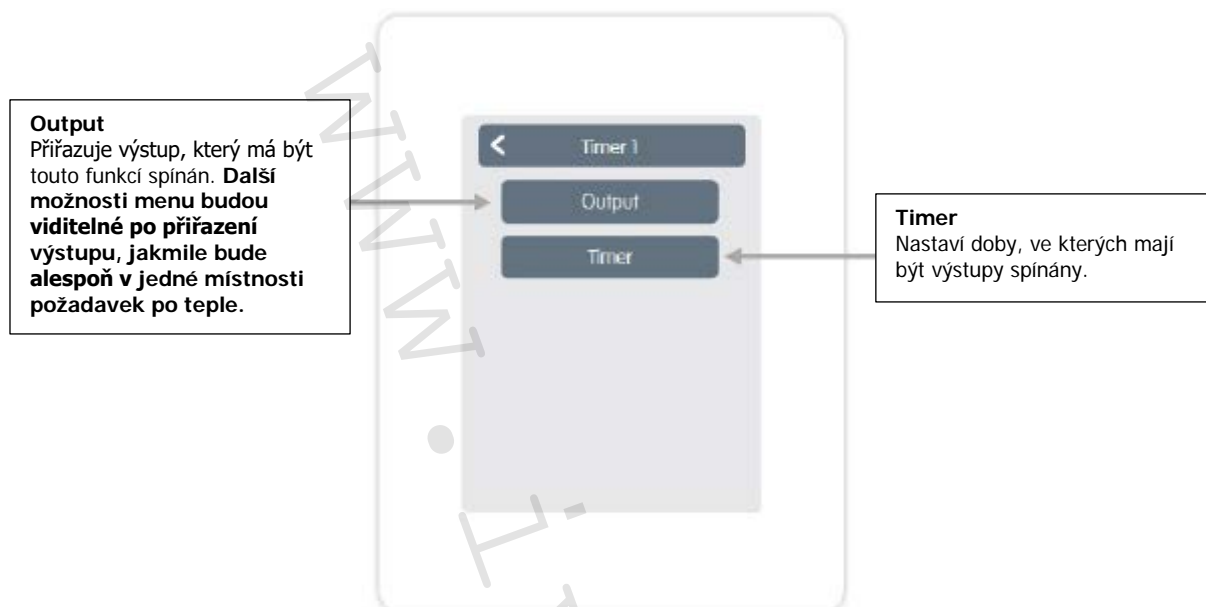 Output
Přiřazuje výstup, který má být
touto funkcí spínán. Další
možnosti menu budou
viditelné po přiřazení
výstupu, jakmile bude
alespoň v jedné místnosti
požadavek po teple.
< Timer 1
Output
Timer
Timer
Nastaví doby, ve kterých mají
být výstupy spínány.
www.i